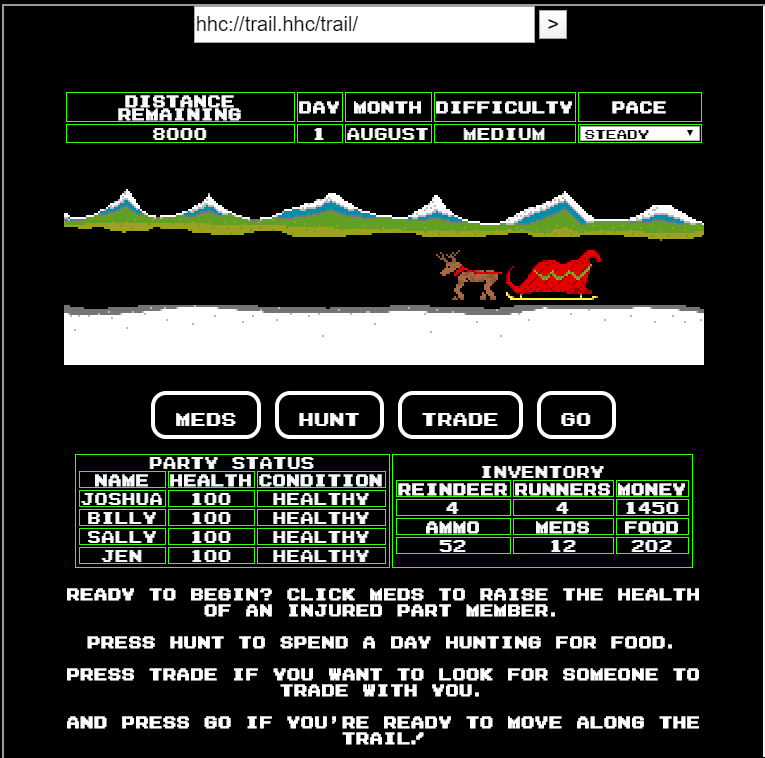 hhc://trail.hhc/trail/ >
DISTANCE REMAINING DAY MONTH DIFFICULTY PACE
8000 1 AUGUST MEDIUM STEADY
MEDS HUNT TRADE GO
PARTY STATUS
NAME HEALTH CONDITION
JOSHUA 100 HEALTHY
BILLY 100 HEALTHY
SALLY 100 HEALTHY
JEN 100 HEALTHY
INVENTORY
REINDEER RUNNERS MONEY
4 4 1450
AMMO MEDS FOOD
52 12 202
READY TO BEGIN? CLICK MEDS TO RAISE THE HEALTH
OF AN INJURED PART MEMBER.
PRESS HUNT TO SPEND A DAY HUNTING FOR FOOD.
PRESS TRADE IF YOU WANT TO LOOK FOR SOMEONE TO
TRADE WITH YOU.
AND PRESS GO IF YOU'RE READY TO MOVE ALONG THE
TRAIL!